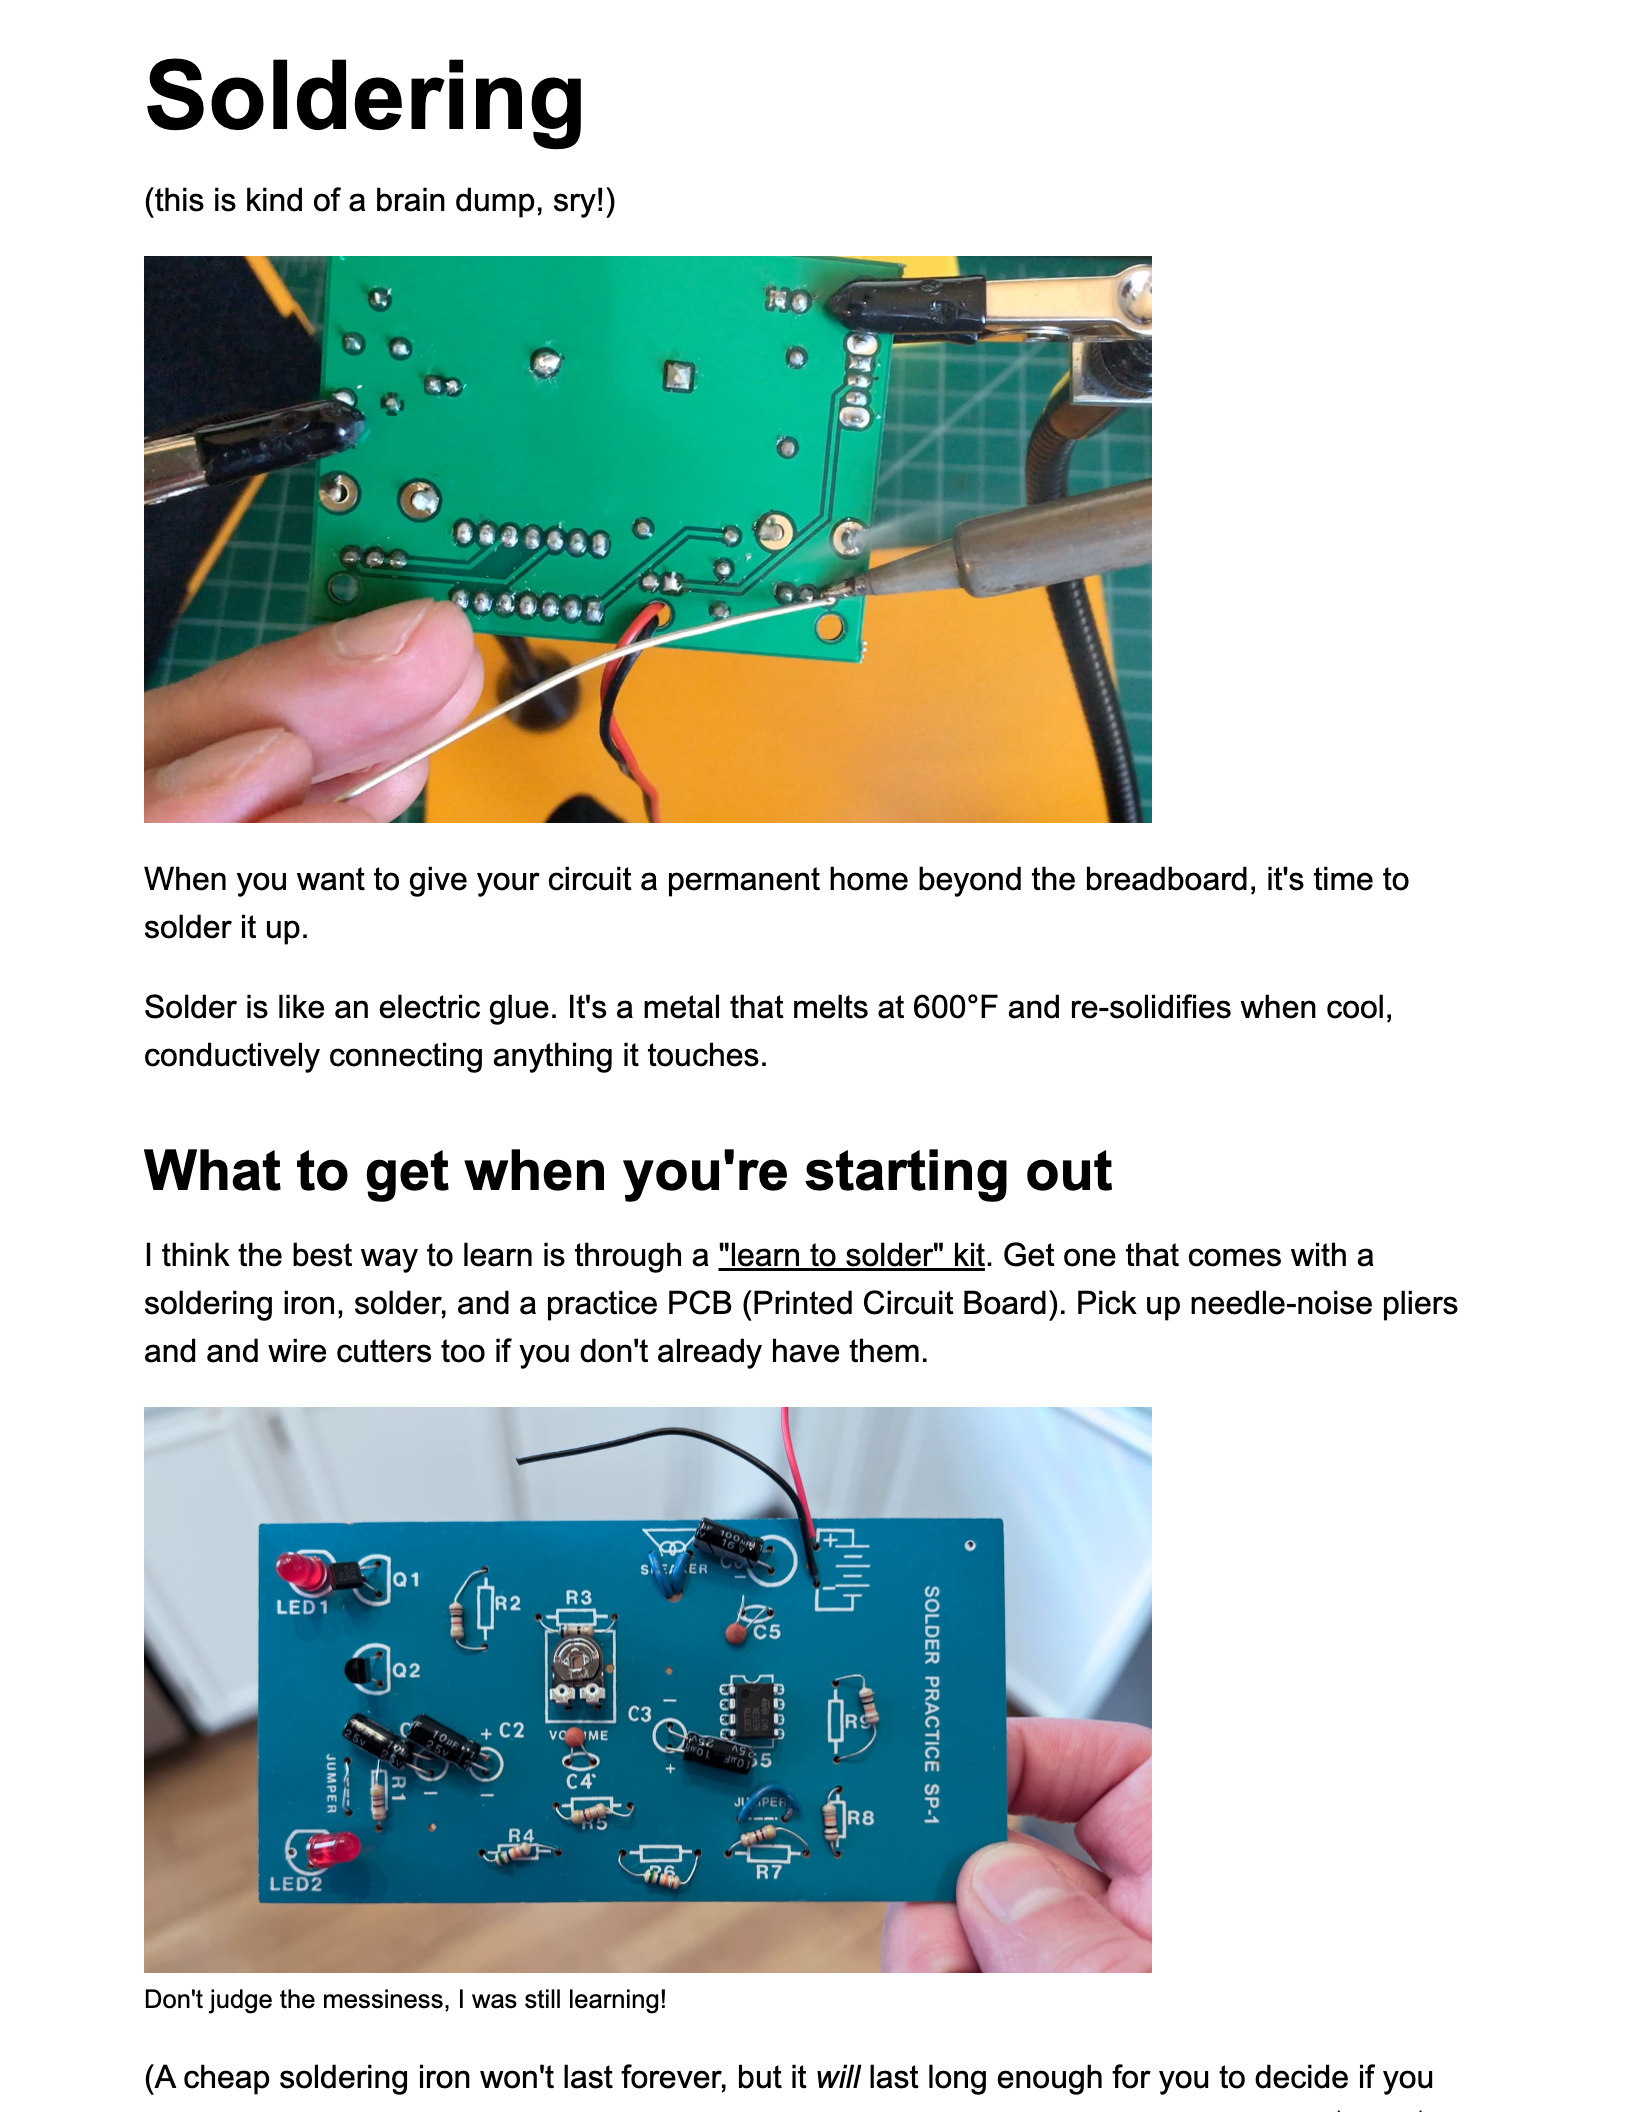 Soldering
(this is kind of a brain dump, sry!)
When you want to give your circuit a permanent home beyond the breadboard, it's time to
solder it up.
Solder is like an electric glue. It's a metal that melts at 600°F and re-solidifies when cool,
conductively connecting anything it touches.
What to get when you're starting out
I think the best way to learn is through a "learn to solder" kit. Get one that comes with a
soldering iron, solder, and a practice PCB (Printed Circuit Board). Pick up needle-noise pliers
and and wire cutters too if you don't already have them.
LED1
Q1
R2
R3
C5
+
-
Q2
C3
-
+
+ C2
-
JUMPER
R1
C4
R5
R4
R6
R7
R8
R9
LED2
100µF
16V
10µF
25V
10µF
25V
SOLDER PRACTICE SP-1
Don't judge the messiness, I was still learning!
(A cheap soldering iron won't last forever, but it will last long enough for you to decide if you